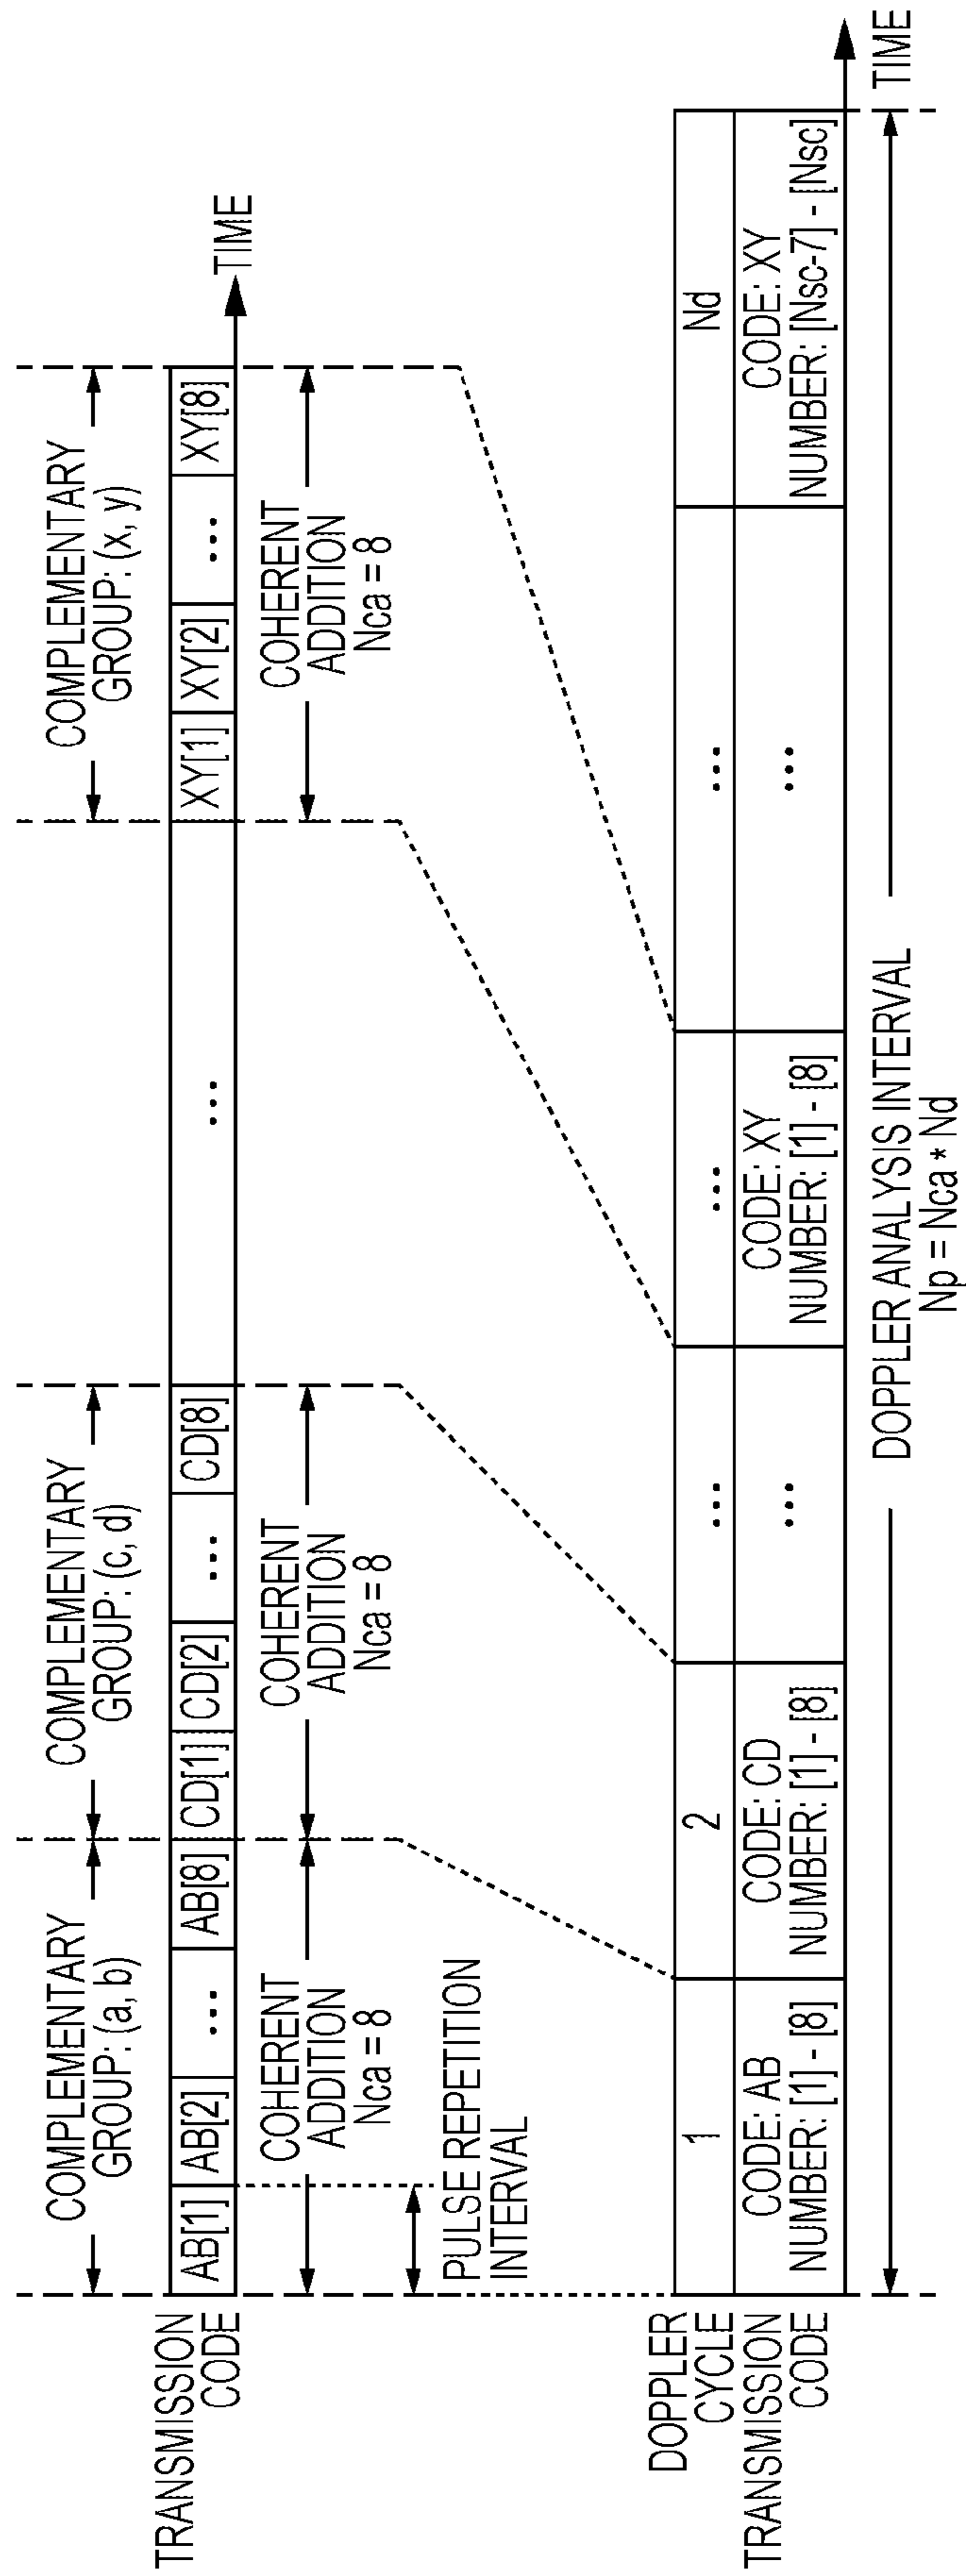 COMPLEMENTARY
GROUP: (a, b)
COMPLEMENTARY
GROUP: (c, d)
COMPLEMENTARY
GROUP: (x, y)
TRANSMISSION
CODE
AB[1]
AB[2]
...
AB[8]
CD[1]
CD[2]
...
CD[8]
...
XY[1]
XY[2]
...
XY[8]
TIME
COHERENT
ADDITION
Nca = 8
COHERENT
ADDITION
Nca = 8
COHERENT
ADDITION
Nca = 8
PULSE REPETITION
INTERVAL
DOPPLER
CYCLE
1
2
...
...
...
Nd
TRANSMISSION
CODE
CODE: AB
NUMBER: [1] - [8]
CODE: CD
NUMBER: [1] - [8]
...
CODE: XY
NUMBER: [1] - [8]
...
CODE: XY
NUMBER: [Nsc-7] - [Nsc]
TIME
DOPPLER ANALYSIS INTERVAL
Np = Nca * Nd